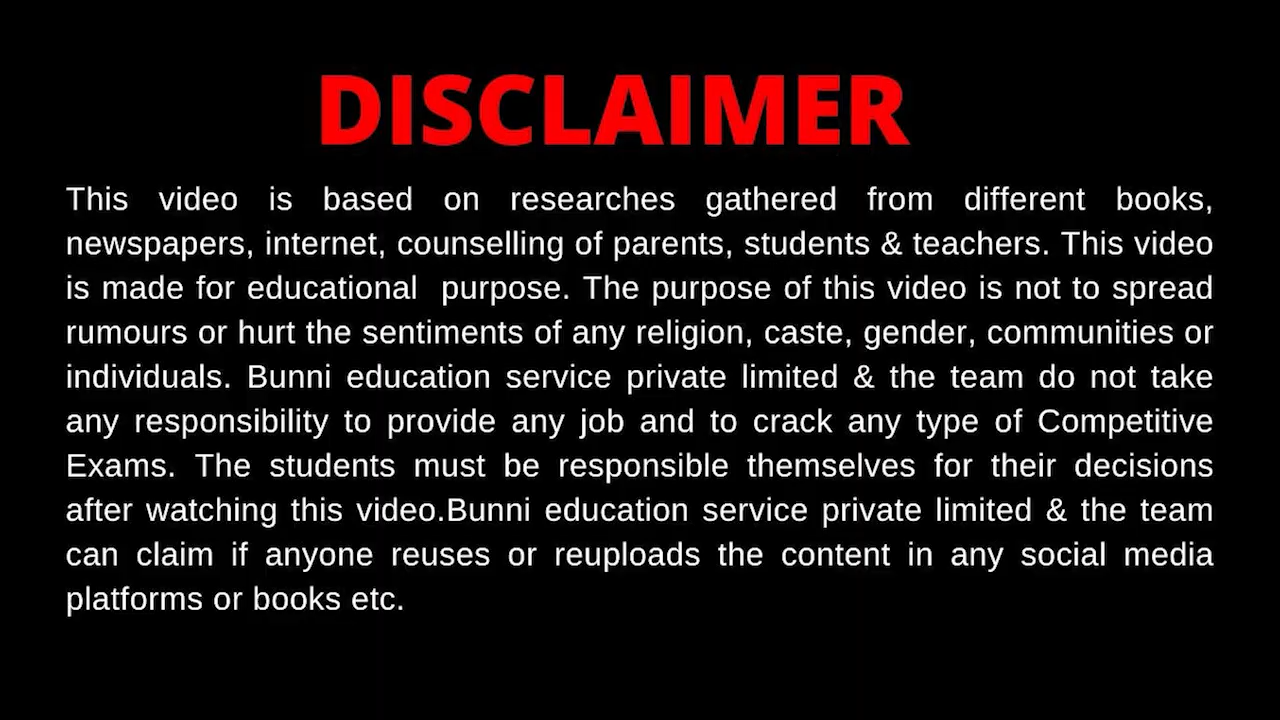 DISCLAIMER
This video is based on researches gathered from different books,
newspapers, internet, counselling of parents, students & teachers. This video
is made for educational  purpose. The purpose of this video is not to spread
rumours or hurt the sentiments of any religion, caste, gender, communities or
individuals. Bunni education service private limited & the team do not take
any responsibility to provide any job and to crack any type of Competitive
Exams. The students must be responsible themselves for their decisions
after watching this video.Bunni education service private limited & the team
can claim if anyone reuses or reuploads the content in any social media
platforms or books etc.